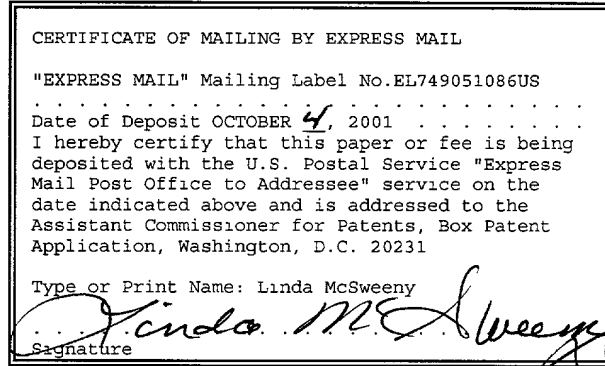 CERTIFICATE OF MAILING BY EXPRESS MAIL
"EXPRESS MAIL" Mailing Label No.EL749051086US
. . . . . . . . . . . . . . . . . . . . . . . . . . . . . . . .
Date of Deposit OCTOBER 4, 2001 . . . . . . . . .
I hereby certify that this paper or fee is being
deposited with the U.S. Postal Service "Express
Mail Post Office to Addressee" service on the
date indicated above and is addressed to the
Assistant Commissioner for Patents, Box Patent
Application, Washington, D.C. 20231
Type or Print Name: Linda McSweeny
Linda McSweeny
Signature